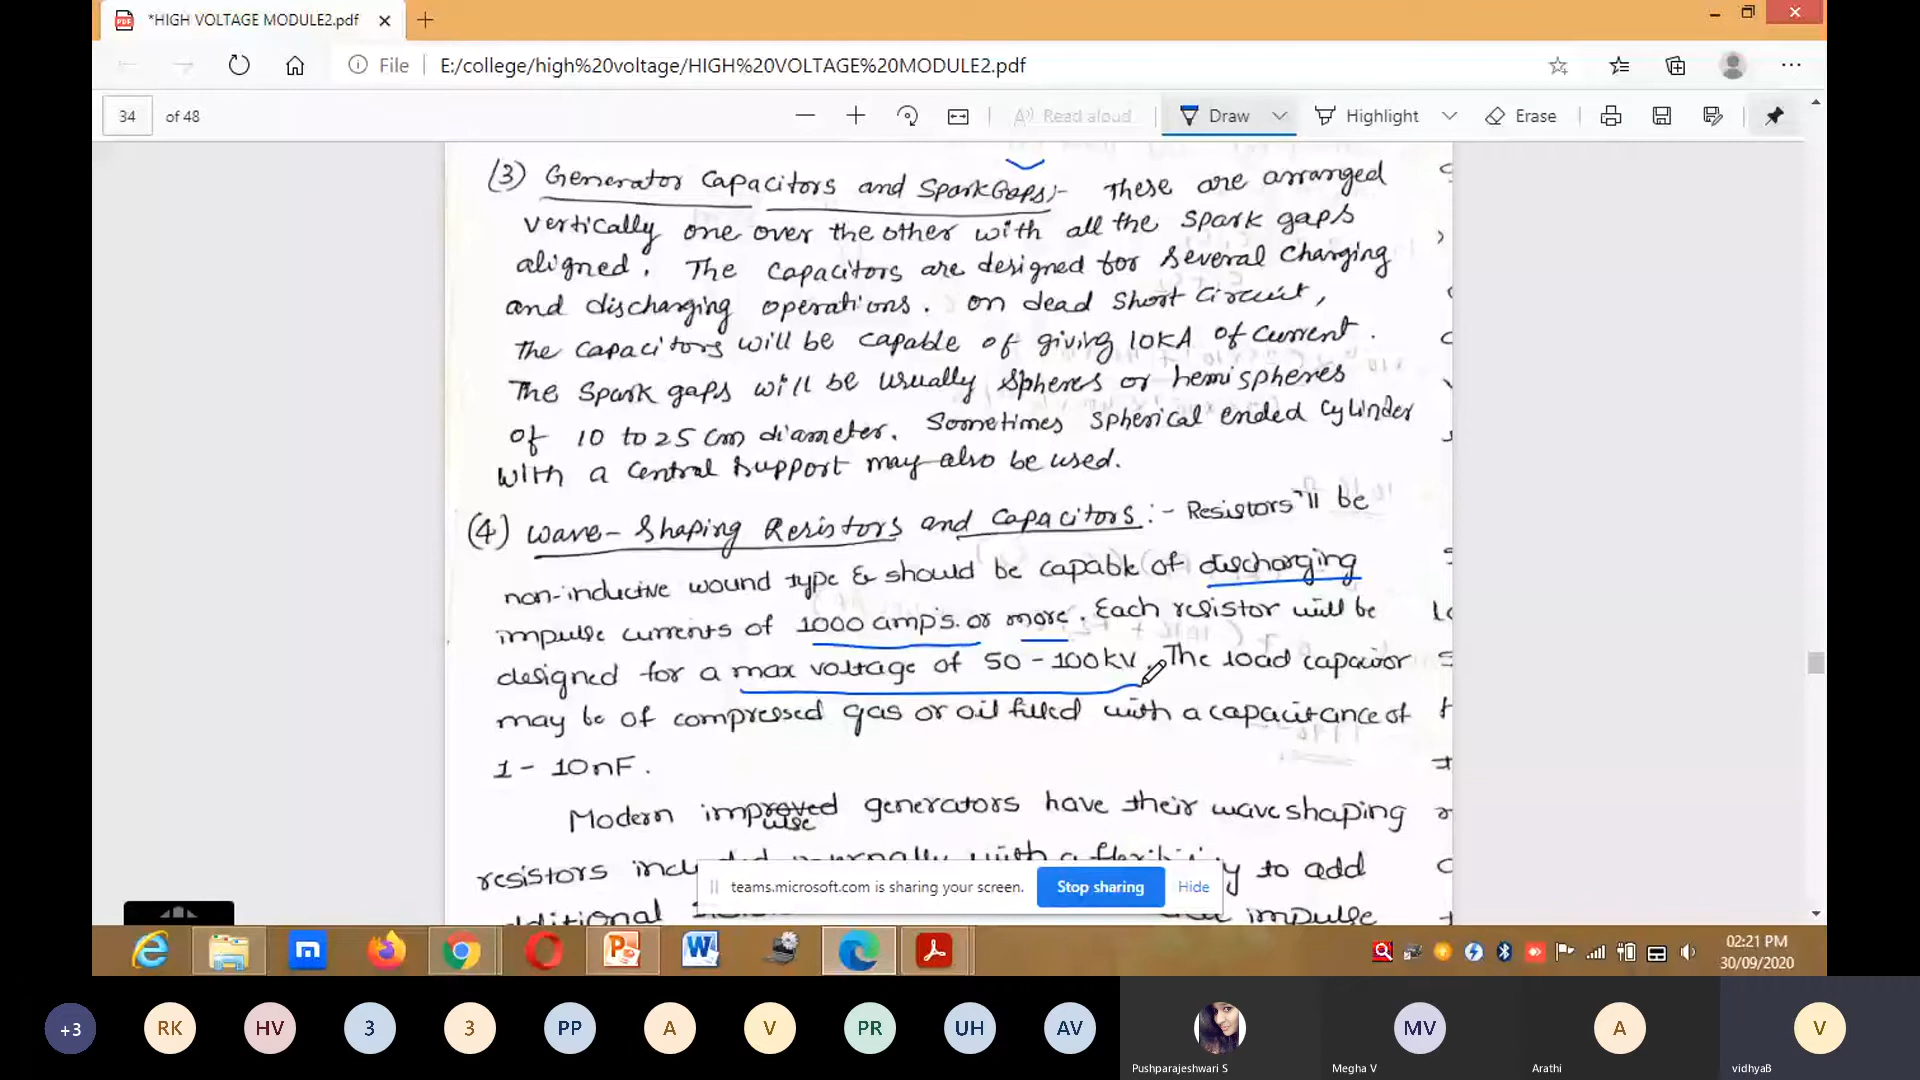 *HIGH VOLTAGE MODULE2.pdf
File E:/college/high%20voltage/HIGH%20VOLTAGE%20MODULE2.pdf
34 of 48 Read aloud Draw Highlight Erase
(3) Generator Capacitors and Spark Gaps:- These are arranged
vertically one over the other with all the spark gaps
aligned. The capacitors are designed for several charging
and discharging operations. on dead short circuit,
the capacitors will be capable of giving 10KA of current.
The spark gaps will be usually spheres or hemispheres
of 10 to 25 cm diameter. Sometimes spherical ended cylinder
with a central support may also be used.
(4) Wave-Shaping Resistors and Capacitors:- Resistors'll be
non-inductive wound type & should be capable of discharging
impulse currents of 1000 amps. or more. Each resistor will be
designed for a max voltage of 50-100kV. The load capacitor
may be of compressed gas or oil filled with a capacitance of
1-10nF.
Modern generators have their wave shaping
resistors to add
impulse
teams.microsoft.com is sharing your screen. Stop sharing Hide
02:21 PM
30/09/2020
+3 RK HV 3 3 PP A V PR UH AV MV A V
Pushparajeshwari S Megha V Arathi vidhyaB